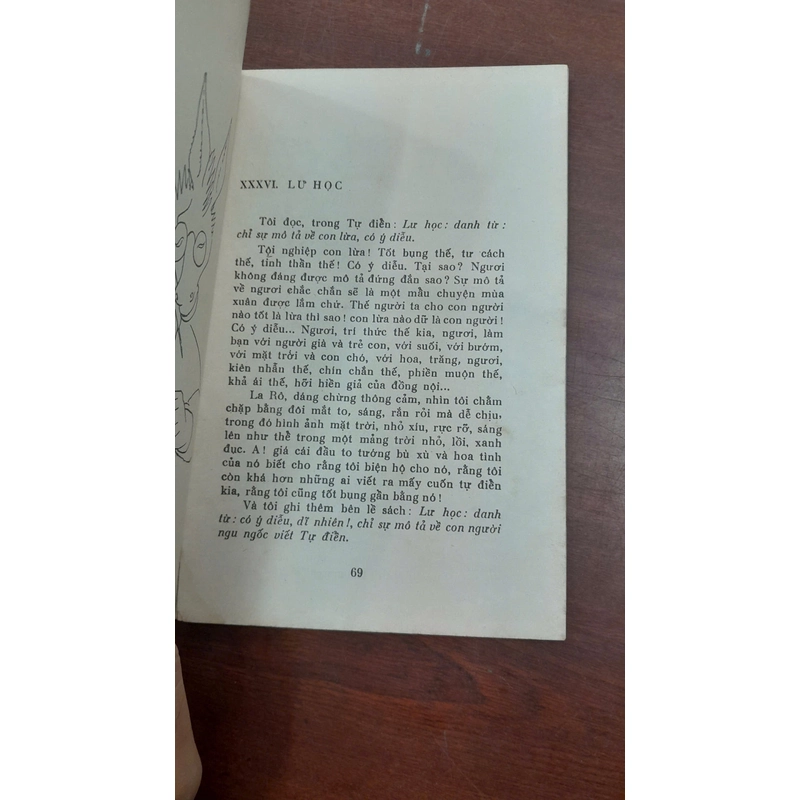 XXXVI. LƯ HỌC
Tôi đọc, trong Tự điển : Lư học : danh từ :
chỉ sự mô tả về con lừa, có ý diễu.
Tội nghiệp con lừa ! Tốt bụng thế, tư cách
thế, tinh thần thế ! Có ý diễu. Tại sao ? Ngươi
không đáng được mô tả đứng đắn sao ? Sự mô tả
về ngươi chắc chắn sẽ là một mẩu chuyện mùa
xuân được lắm chứ. Thế người ta cho con người
nào tốt là lừa thì sao ! con lừa nào dữ là con người !
Có ý diễu... Ngươi, trí thức thế kia, ngươi, làm
bạn với người già và trẻ con, với suối, với bướm,
với mặt trời và con chó, với hoa, trăng, ngươi,
kiên nhẫn thế, chín chắn thế, phiền muộn thế,
khả ái thế, hỡi hiền giả của đồng nội...
La Rô, dáng chừng thông cảm, nhìn tôi chằm
chặp bằng đôi mắt to, sáng, rắn rỏi mà dễ chịu,
trong đó hình ảnh mặt trời, nhỏ xíu, rực rỡ, sáng
lên như thể trong một mảng trời nhỏ, lồi, xanh
đục. A ! giá cái đầu to tướng bù xù và hoa tình
của nó biết cho rằng tôi biện hộ cho nó, rằng tôi
còn khá hơn những ai viết ra mấy cuốn tự điển
kia, rằng tôi cũng tốt bụng gần bằng nó !
Và tôi ghi thêm bên lề sách : Lư học : danh
từ : có ý diễu, dĩ nhiên !, chỉ sự mô tả về con người
ngu ngốc viết Tự điển.
69